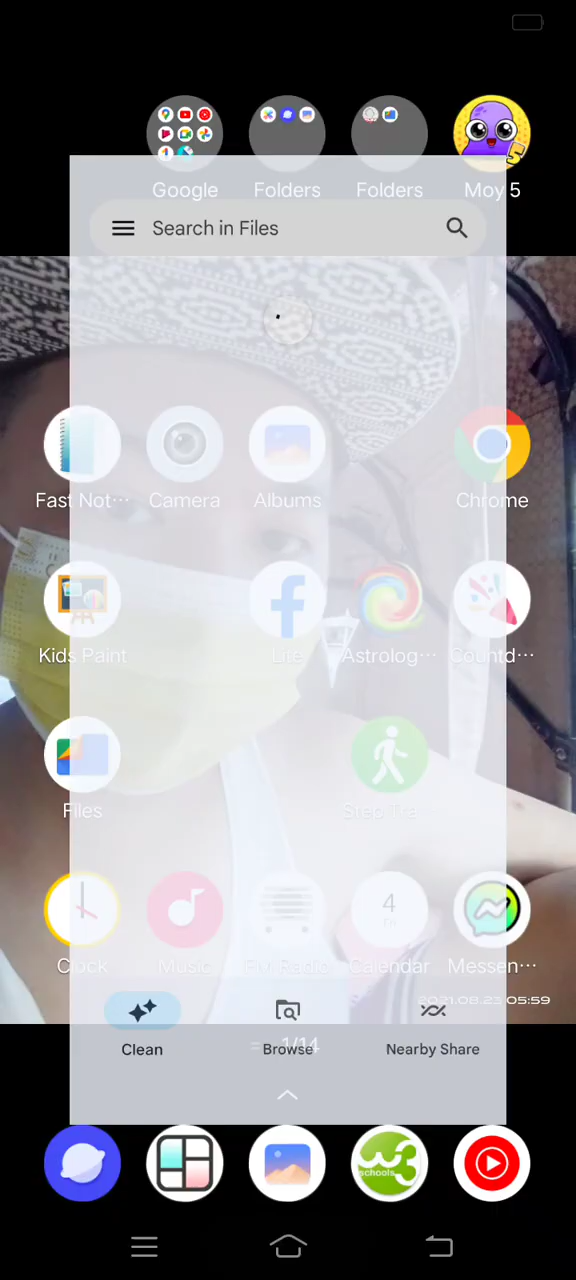 Google
Folders
Folders
Moy 5
Search in Files
Fast Not···
Camera
Albums
Chrome
Kids Paint
Lite
Astrolog···
Countd···
Files
Step Tra
4
Clock
Music
FM Radio
Calendar
Messen···
2021.08.23 05:59
Clean
1/14
Browse
Nearby Share
w3
schools